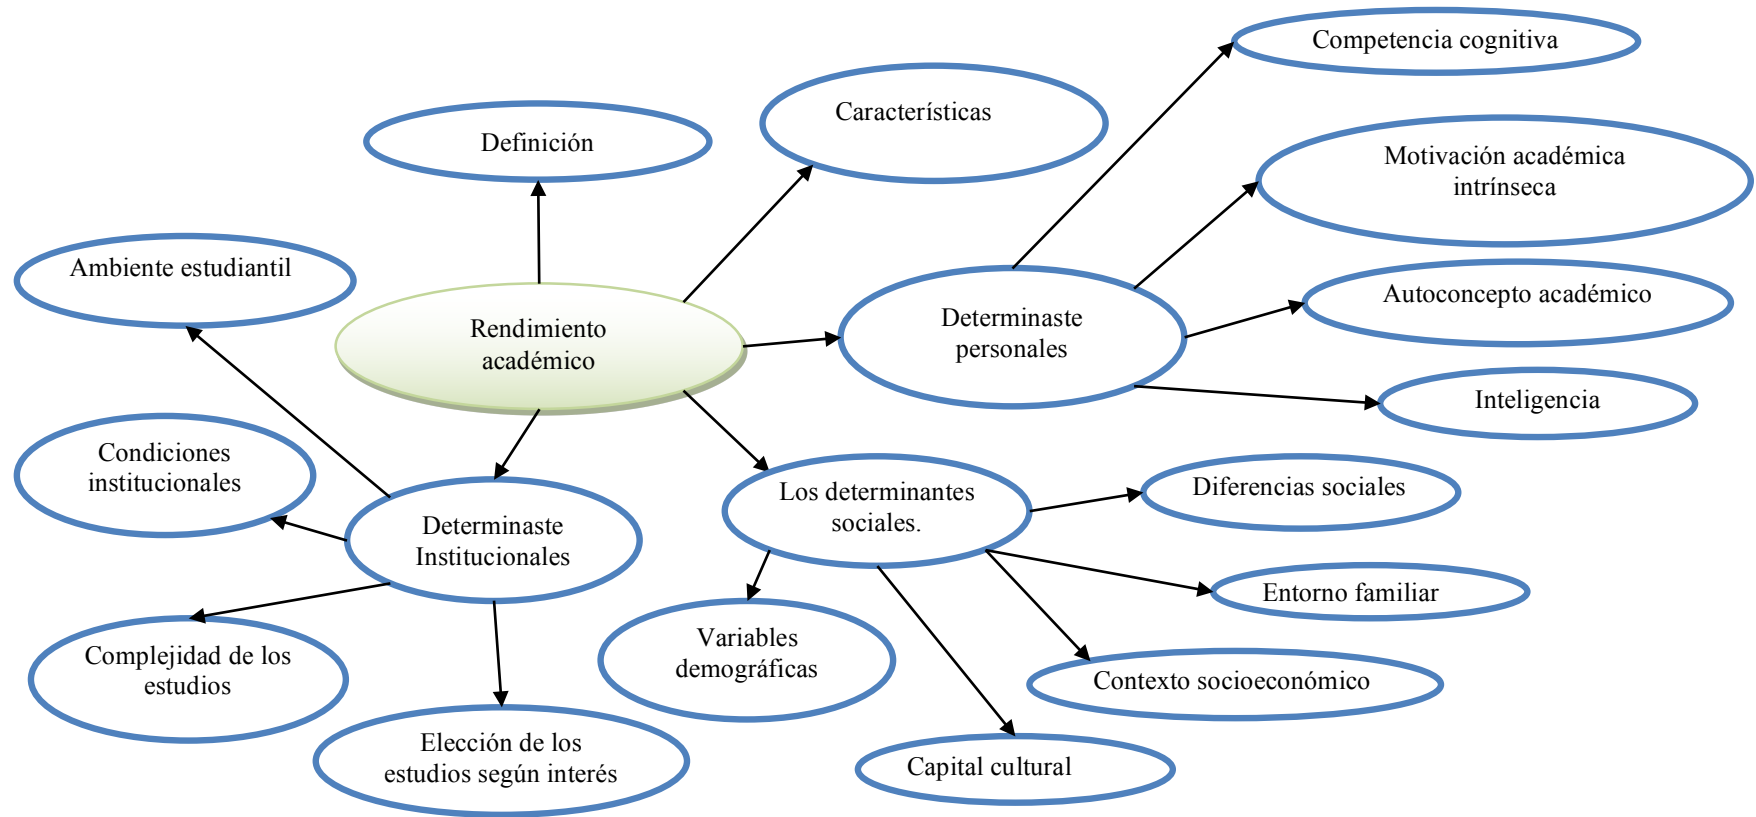 Competencia cognitiva
Características
Definición
Motivación académica
intrínseca
Ambiente estudiantil
Autoconcepto académico
Rendimiento
académico
Determinaste
personales
Inteligencia
Condiciones
institucionales
Los determinantes
sociales.
Diferencias sociales
Determinaste
Institucionales
Entorno familiar
Variables
demográficas
Complejidad de los
estudios
Contexto socioeconómico
Elección de los
estudios según interés
Capital cultural